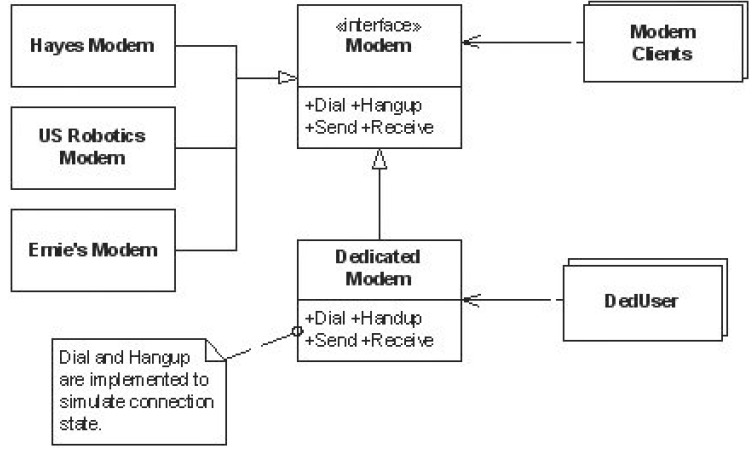 Hayes Modem
US Robotics
Modem
Ernie's Modem
«interface»
Modem
+Dial +Hangup
+Send +Receive
Modem
Clients
Dedicated
Modem
+Dial +Handup
+Send +Receive
DedUser
Dial and Hangup
are implemented to
simulate connection
state.